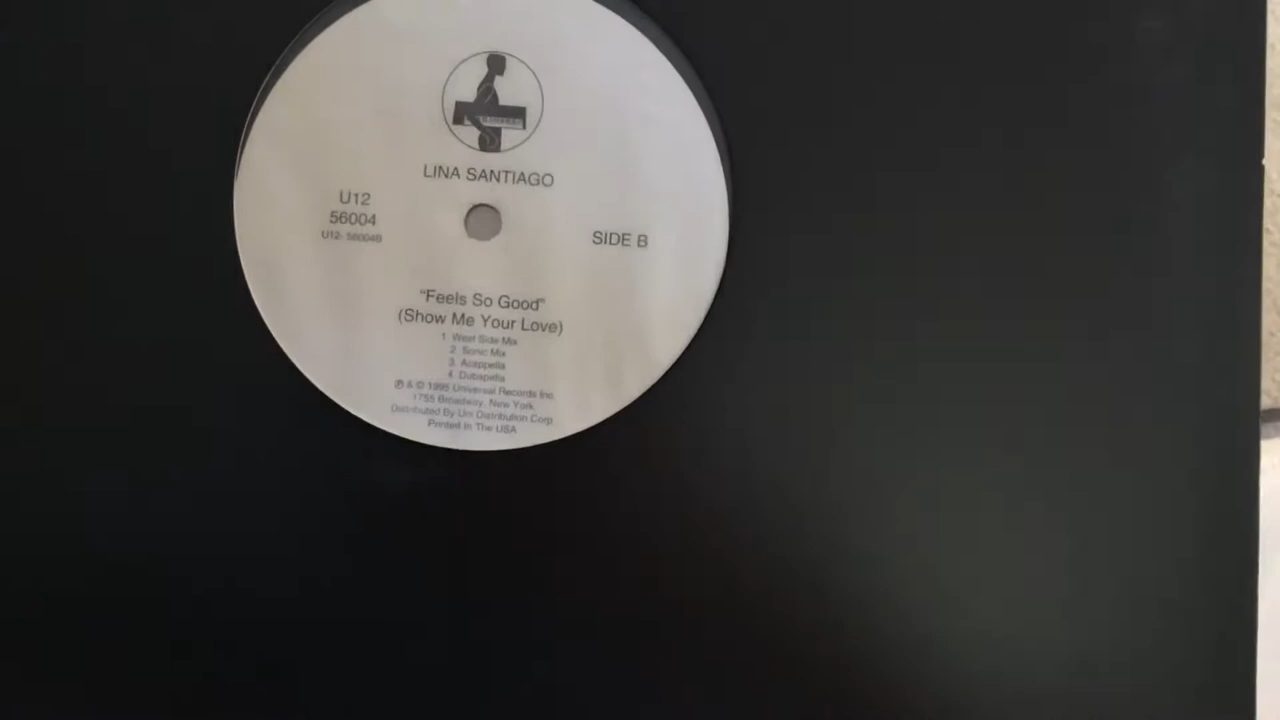 LINA SANTIAGO
U12
56004
U12- 56004B
SIDE B
"Feels So Good"
(Show Me Your Love)
1. West Side Mix
2. Sonic Mix
3. Acappella
4. Dubapella
℗ & © 1995 Universal Records Inc.
1755 Broadway, New York,
Distributed By Uni Distribution Corp.
Printed In The USA